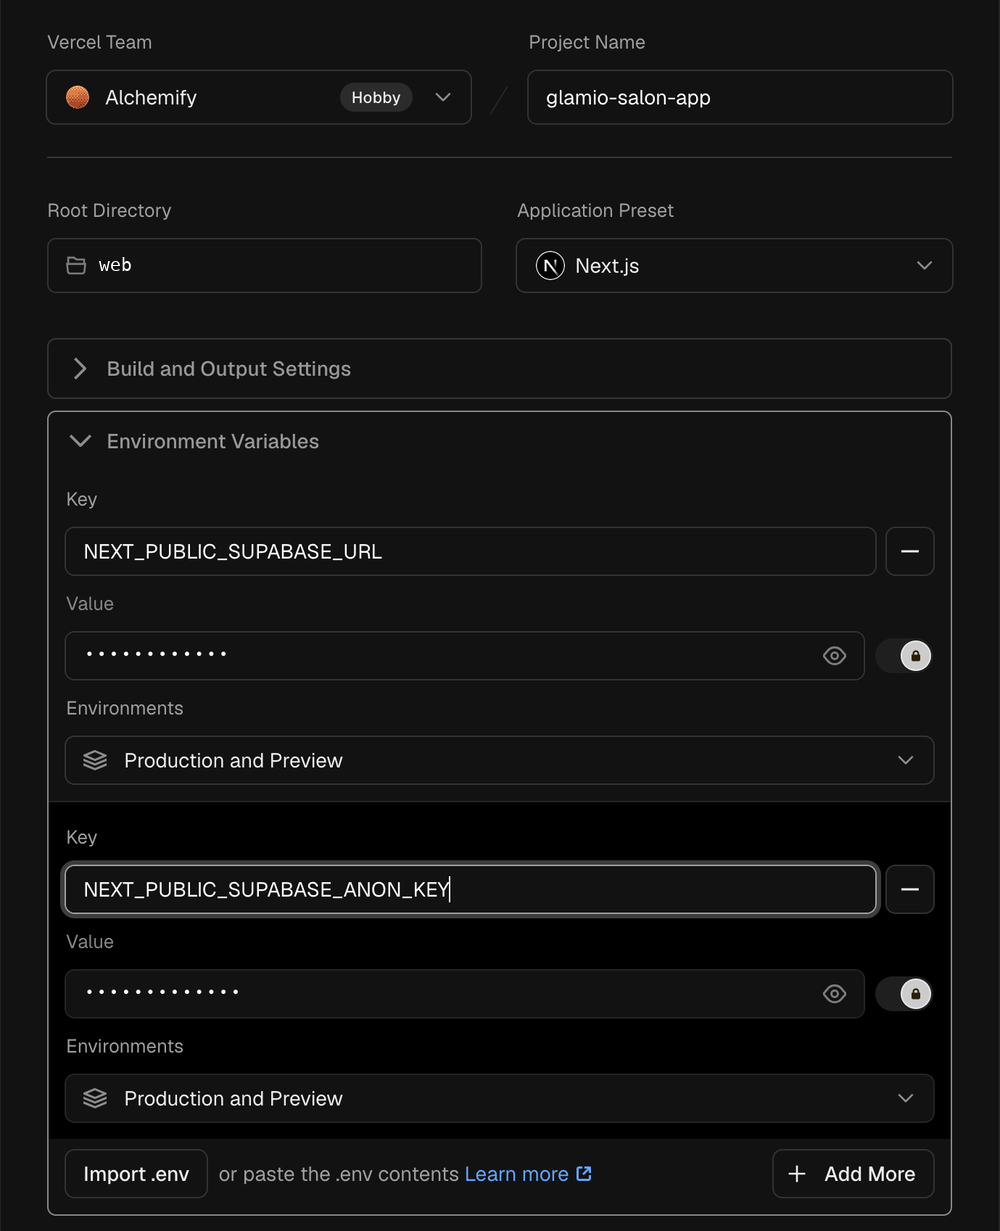 Vercel Team
Project Name
Alchemify
Hobby
glamio-salon-app
Root Directory
Application Preset
web
Next.js
Build and Output Settings
Environment Variables
Key
NEXT_PUBLIC_SUPABASE_URL
Value
••••••••••••
Environments
Production and Preview
Key
NEXT_PUBLIC_SUPABASE_ANON_KEY
Value
•••••••••••••
Environments
Production and Preview
Import .env
or paste the .env contents Learn more
Add More